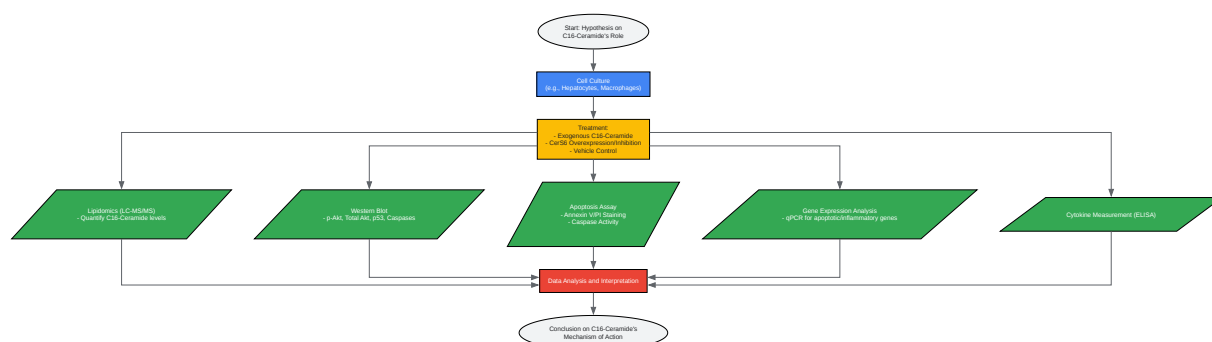 Start: Hypothesis on
C16-Ceramide's Role
Cell Culture
(e.g., Hepatocytes, Macrophages)
Treatment:
- Exogenous C16-Ceramide
- CerS6 Overexpression/Inhibition
- Vehicle Control
Lipidomics (LC-MS/MS)
- Quantify C16-Ceramide levels
Western Blot
- p-Akt, Total Akt, p53, Caspases
Apoptosis Assay
- Annexin V/PI Staining
- Caspase Activity
Gene Expression Analysis
- qPCR for apoptotic/inflammatory genes
Cytokine Measurement (ELISA)
Data Analysis and Interpretation
Conclusion on C16-Ceramide's
Mechanism of Action